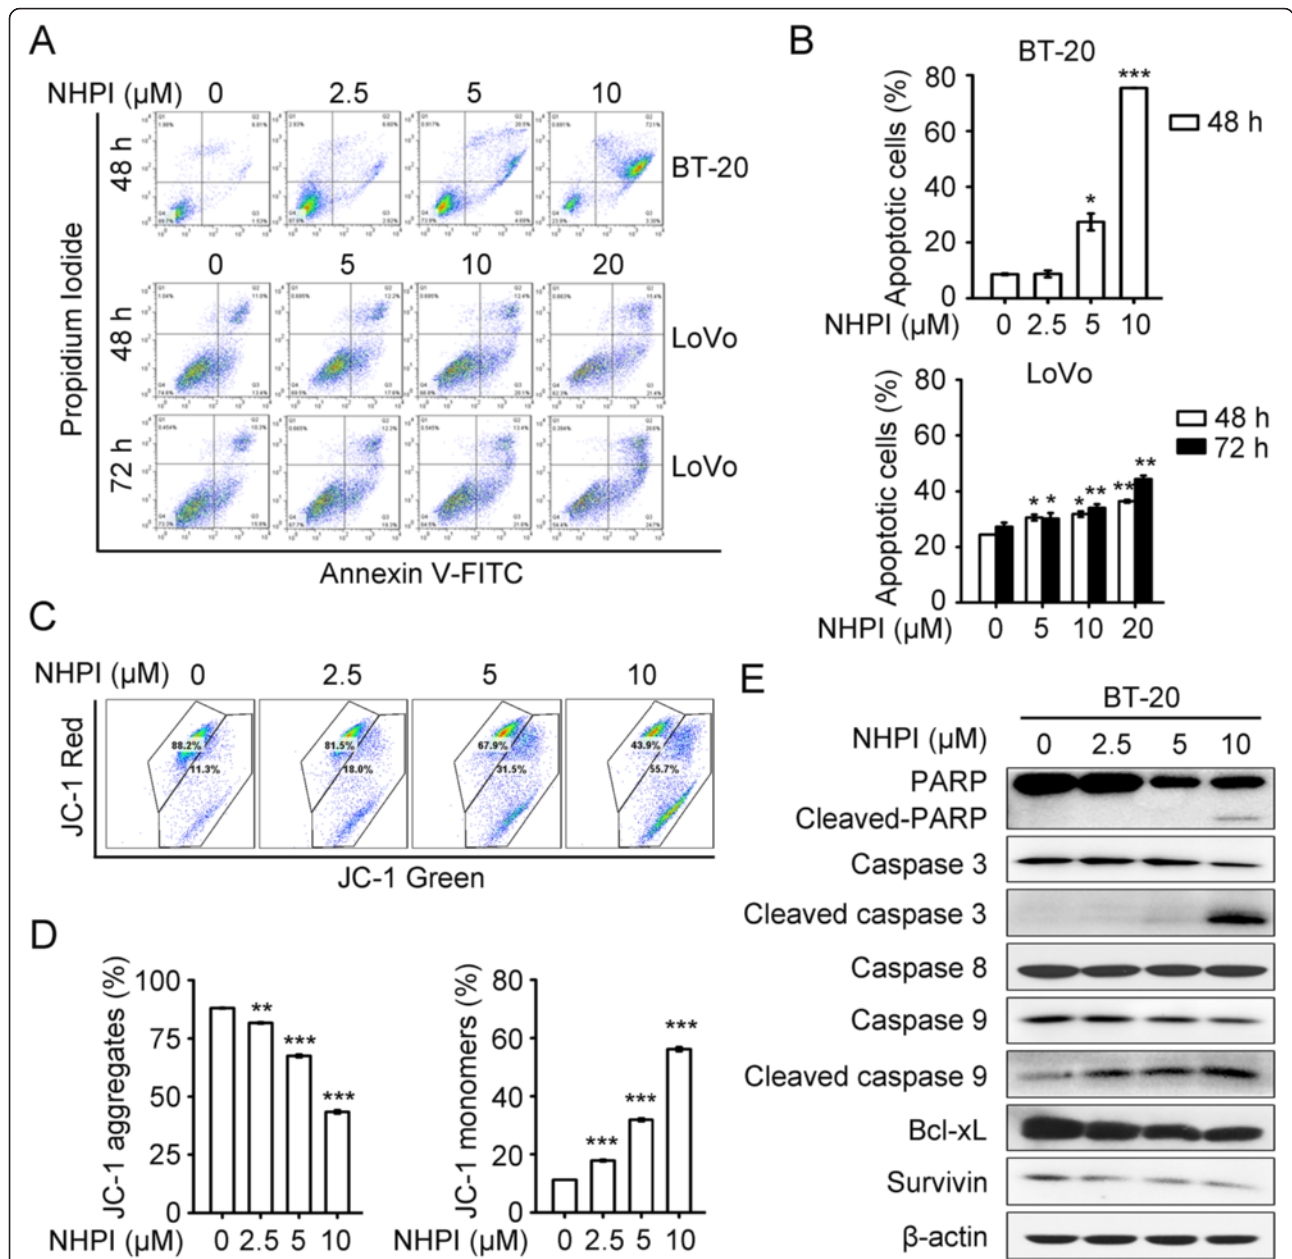 A
NHPI (µM) 0 2.5 5 10
48 h
BT-20
0 5 10 20
48 h
LoVo
72 h
LoVo
Propidium Iodide
Annexin V-FITC
B
BT-20
Apoptotic cells (%)
80
60
40
20
0
*
***
48 h
NHPI (µM) 0 2.5 5 10
LoVo
Apoptotic cells (%)
80
60
40
20
0
* * * ** ** **
48 h
72 h
NHPI (µM) 0 5 10 20
C
NHPI (µM) 0 2.5 5 10
JC-1 Red
88.2% 81.5% 67.9% 43.9%
11.3% 18.0% 31.5% 55.7%
JC-1 Green
D
JC-1 aggregates (%)
100
75
50
25
0
** *** ***
NHPI (µM) 0 2.5 5 10
JC-1 monomers (%)
80
60
40
20
0
*** *** ***
NHPI (µM) 0 2.5 5 10
E
BT-20
NHPI (µM) 0 2.5 5 10
PARP
Cleaved-PARP
Caspase 3
Cleaved caspase 3
Caspase 8
Caspase 9
Cleaved caspase 9
Bcl-xL
Survivin
β-actin